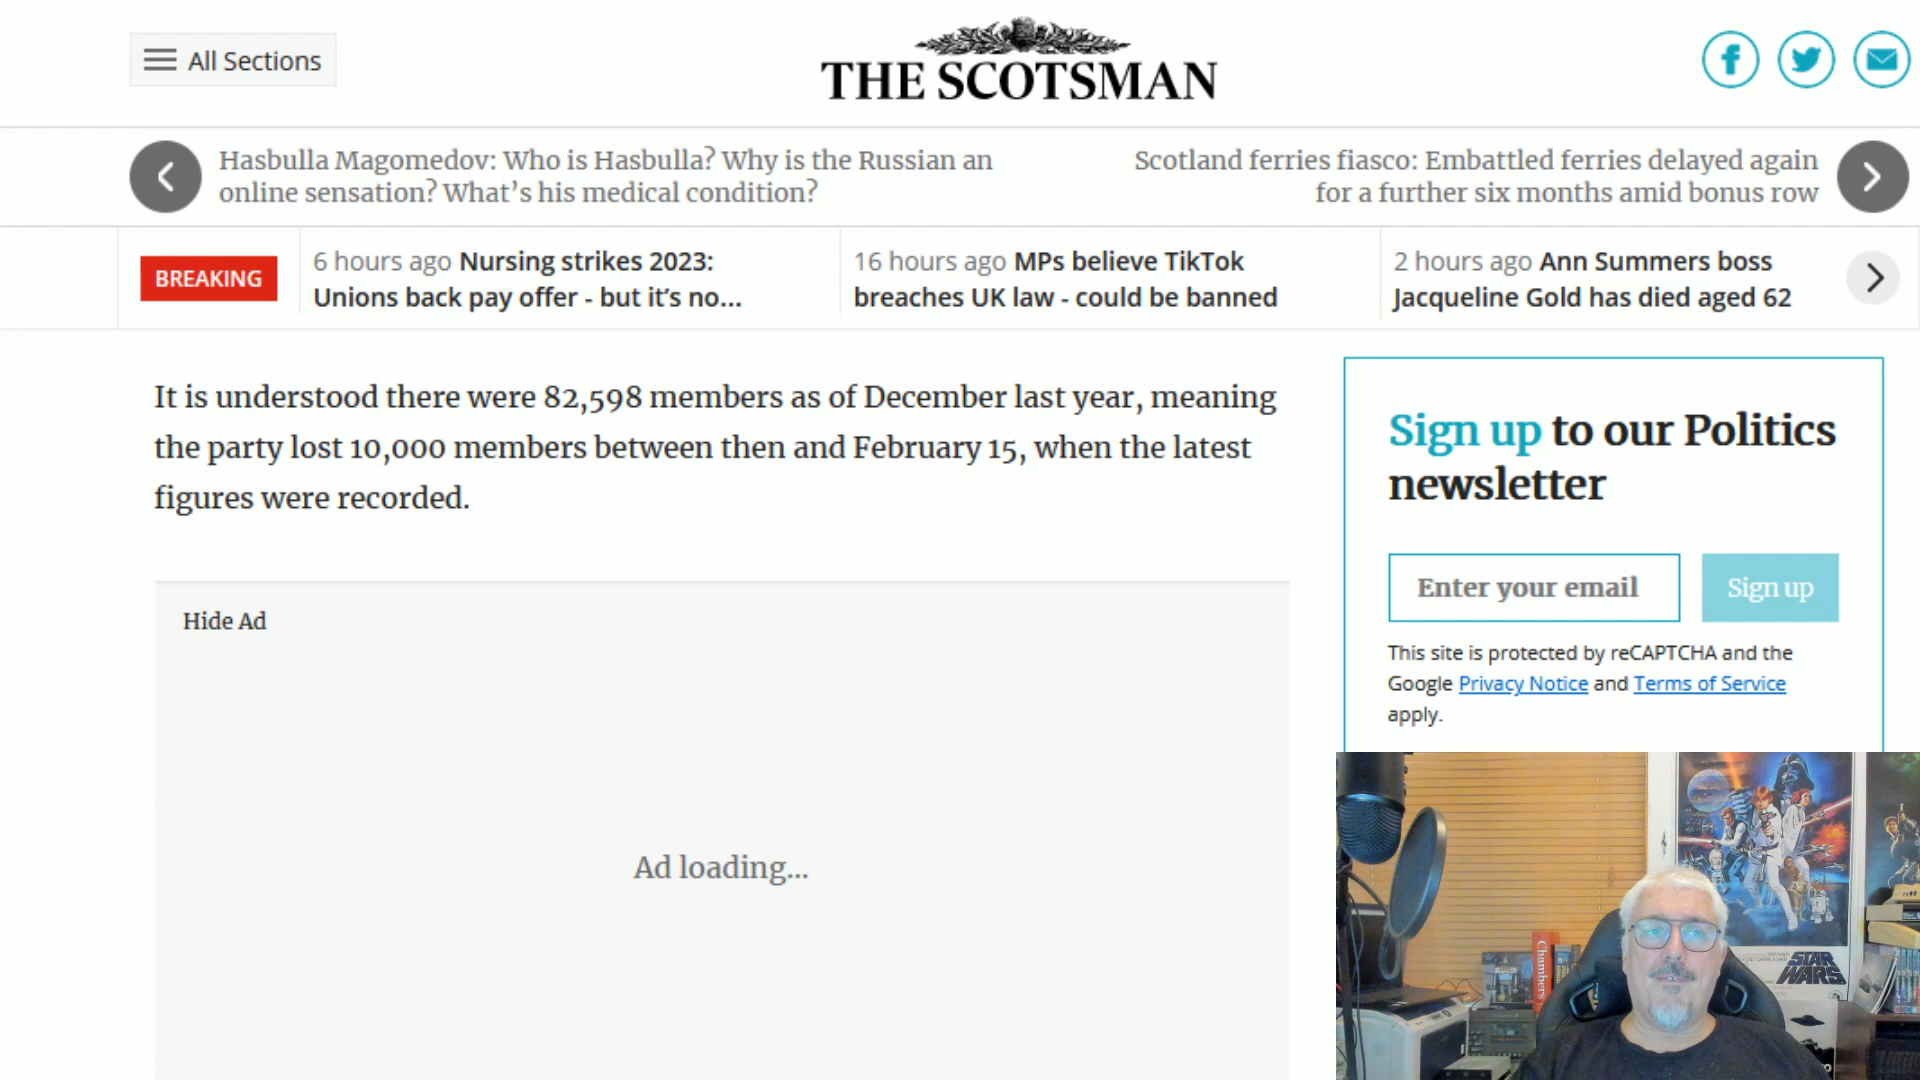 All Sections
THE SCOTSMAN
Hasbulla Magomedov: Who is Hasbulla? Why is the Russian an
online sensation? What’s his medical condition?
Scotland ferries fiasco: Embattled ferries delayed again
for a further six months amid bonus row
BREAKING
6 hours ago Nursing strikes 2023:
Unions back pay offer - but it’s no...
16 hours ago MPs believe TikTok
breaches UK law - could be banned
2 hours ago Ann Summers boss
Jacqueline Gold has died aged 62
It is understood there were 82,598 members as of December last year, meaning
the party lost 10,000 members between then and February 15, when the latest
figures were recorded.
Hide Ad
Ad loading...
Sign up to our Politics
newsletter
Enter your email
Sign up
This site is protected by reCAPTCHA and the
Google Privacy Notice and Terms of Service
apply.
Chambers
STAR
WARS